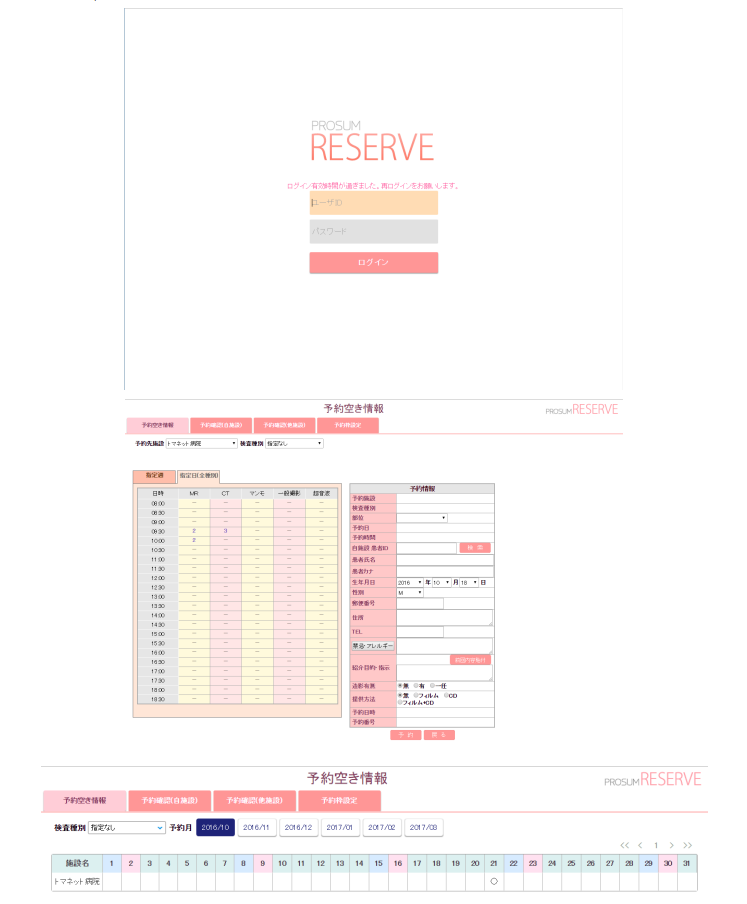 PROSUM
RESERVE
ログイン有効時間が過ぎました。再ログインをお願いします。
ユーザID
パスワード
ログイン
予約空き情報
PROSUM RESERVE
予約空き情報 予約確認(自施設) 予約確認(他施設) 予約枠設定
予約先施設 トマネット病院 検査種別 指定なし
指定週 指定日(全種別)
日時 MR CT マンモ 一般撮影 超音波
08:00 -- -- -- -- --
08:30 -- -- -- -- --
09:00 -- -- -- -- --
09:30 2 3 -- -- --
10:00 2 -- -- -- --
10:30 -- -- -- -- --
11:00 -- -- -- -- --
11:30 -- -- -- -- --
12:00 -- -- -- -- --
12:30 -- -- -- -- --
13:00 -- -- -- -- --
13:30 -- -- -- -- --
14:00 -- -- -- -- --
14:30 -- -- -- -- --
15:00 -- -- -- -- --
15:30 -- -- -- -- --
16:00 -- -- -- -- --
16:30 -- -- -- -- --
17:00 -- -- -- -- --
17:30 -- -- -- -- --
18:00 -- -- -- -- --
18:30 -- -- -- -- --
予約情報
予約施設
検査種別
部位
予約日
予約時間
自施設 患者ID 検 問
患者氏名
患者カナ
生年月日 2016 年 10 月 18 日
性別 M
郵便番号
住所
TEL
禁忌・アレルギー
紹介目的・指示
造影有無 無 有 一任
提供方法 無 フィルム CD
フィルム+CD
予約日時
予約番号
予 約 戻 る
予約空き情報
PROSUM RESERVE
予約空き情報 予約確認(自施設) 予約確認(他施設) 予約枠設定
検査種別 指定なし 予約月 2016/10 2016/11 2016/12 2017/01 2017/02 2017/03
<< < 1 > >>
施設名 1 2 3 4 5 6 7 8 9 10 11 12 13 14 15 16 17 18 19 20 21 22 23 24 25 26 27 28 29 30 31
トマネット病院 ○